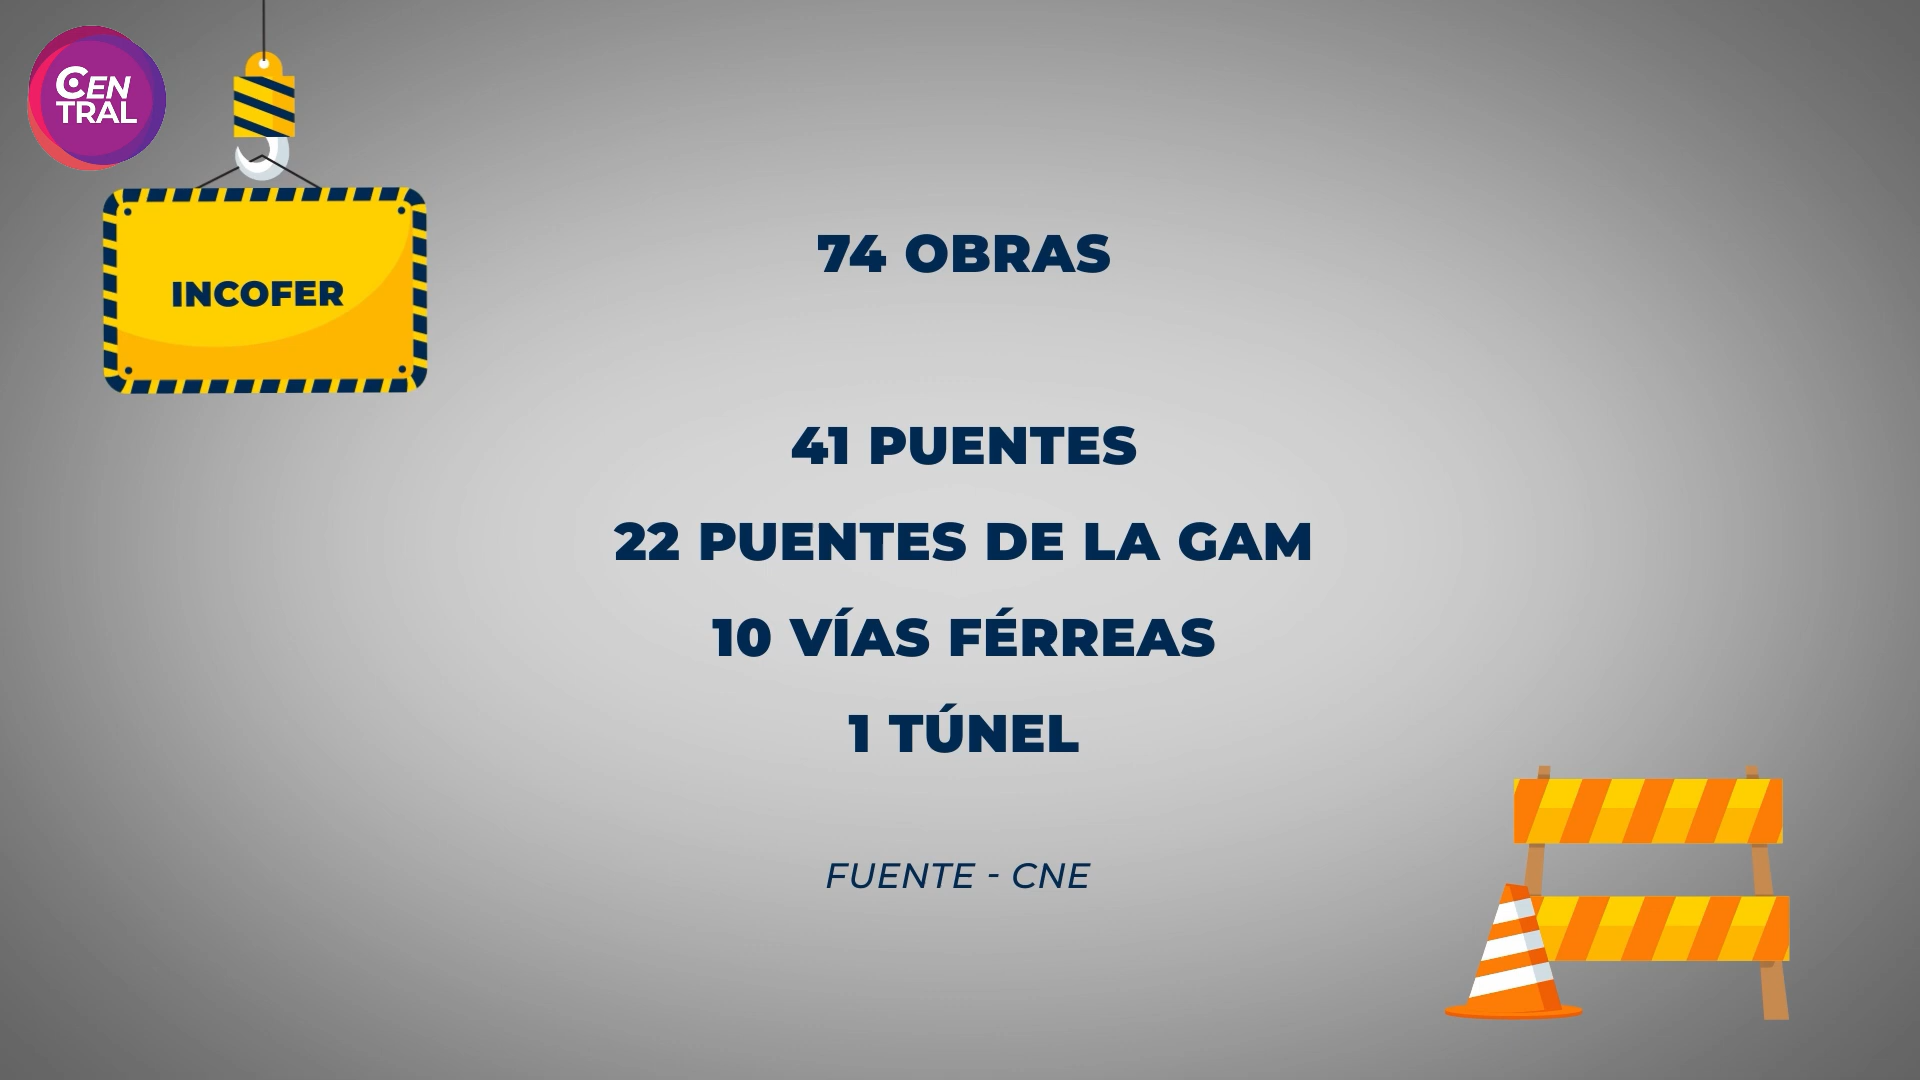 CEN
TRAL
INCOFER
74 OBRAS
41 PUENTES
22 PUENTES DE LA GAM
10 VÍAS FÉRREAS
1 TÚNEL
FUENTE - CNE